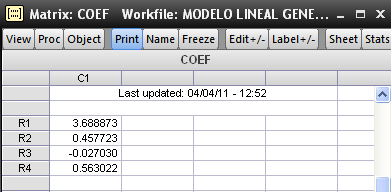 Matrix: COEF Workfile: MODELO LINEAL GENE...
View Proc Object Print Name Freeze Edit+/- Label+/- Sheet Stats
COEF
C1
Last updated: 04/04/11 - 12:52
R1 3.688873
R2 0.457723
R3 -0.027030
R4 0.563022